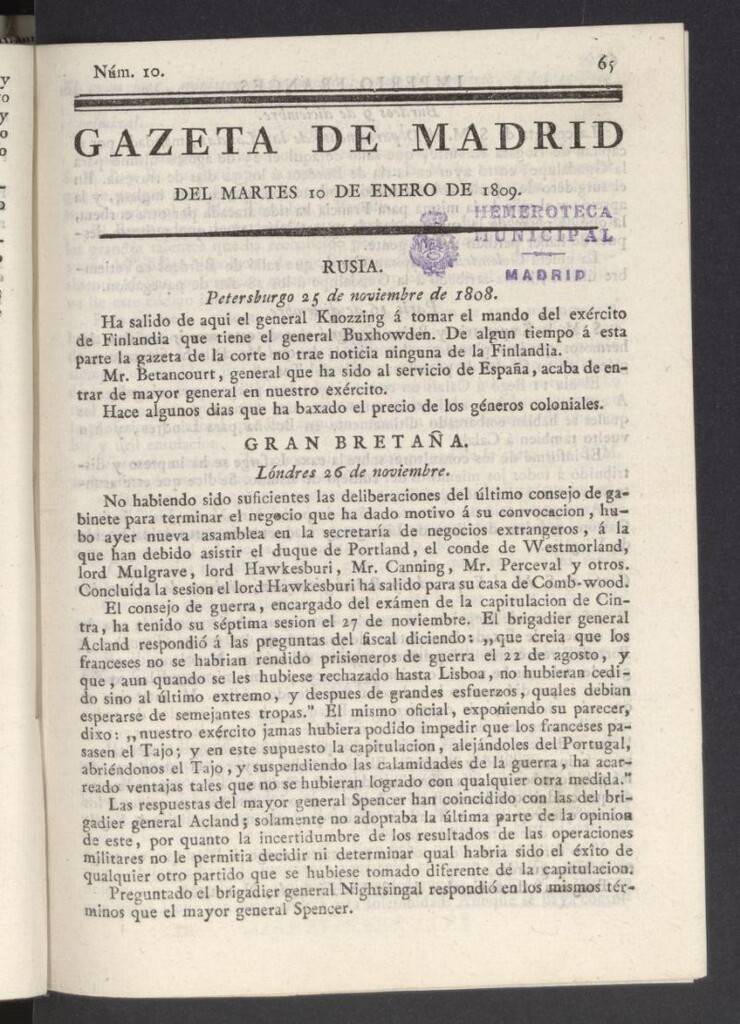 Núm. 10.
65
GAZETA DE MADRID
DEL MARTES 10 DE ENERO DE 1809.
HEMEROTECA
MUNICIPAL
MADRID
RUSIA.
Petersburgo 25 de noviembre de 1808.
Ha salido de aqui el general Knozzing á tomar el mando del exército
de Finlandia que tiene el general Buxhowden. De algun tiempo á esta
parte la gazeta de la corte no trae noticia ninguna de la Finlandia.
Mr. Betancourt, general que ha sido al servicio de España, acaba de en-
trar de mayor general en nuestro exército.
Hace algunos dias que ha baxado el precio de los géneros coloniales.
GRAN BRETAÑA.
Lóndres 26 de noviembre.
No habiendo sido suficientes las deliberaciones del último consejo de ga-
binete para terminar el negocio que ha dado motivo á su convocacion, hu-
bo ayer nueva asamblea en la secretaría de negocios extrangeros, á la
que han debido asistir el duque de Portland, el conde de Westmorland,
lord Mulgrave, lord Hawkesburi, Mr. Canning, Mr. Perceval y otros.
Concluida la sesion el lord Hawkesburi ha salido para su casa de Comb-wood.
El consejo de guerra, encargado del exámen de la capitulacion de Cin-
tra, ha tenido su séptima sesion el 27 de noviembre. El brigadier general
Acland respondió á las preguntas del fiscal diciendo: „que creia que los
franceses no se habrian rendido prisioneros de guerra el 22 de agosto, y
que, aun quando se les hubiese rechazado hasta Lisboa, no hubieran cedi-
do sino al último extremo, y despues de grandes esfuerzos, quales debian
esperarse de semejantes tropas." El mismo oficial, exponiendo su parecer,
dixo: „nuestro exército jamas hubiera podido impedir que los franceses pa-
sasen el Tajo; y en este supuesto la capitulacion, alejándoles del Portugal,
abriéndonos el Tajo, y suspendiendo las calamidades de la guerra, ha acar-
reado ventajas tales que no se hubieran logrado con qualquier otra medida."
Las respuestas del mayor general Spencer han coincidido con las del bri-
gadier general Acland; solamente no adoptaba la última parte de la opinion
de este, por quanto la incertidumbre de los resultados de las operaciones
militares no le permitia decidir ni determinar qual habria sido el éxîto de
qualquier otro partido que se hubiese tomado diferente de la capitulacion.
Preguntado el brigadier general Nightsingal respondió en los mismos tér-
minos que el mayor general Spencer.